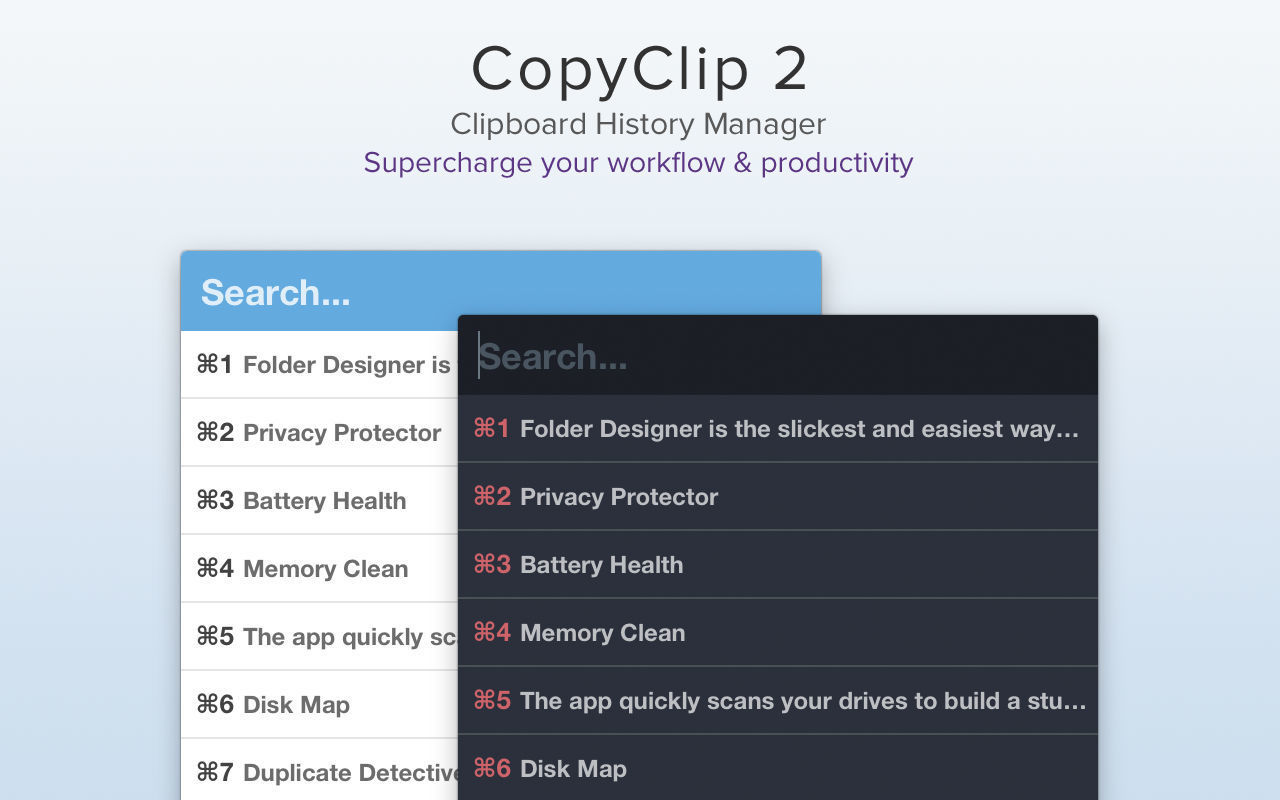 CopyClip 2
Clipboard History Manager
Supercharge your workflow & productivity
Search...
⌘1 Folder Designer is
⌘2 Privacy Protector
⌘3 Battery Health
⌘4 Memory Clean
⌘5 The app quickly
⌘6 Disk Map
⌘7 Duplicate Detective
Search...
⌘1 Folder Designer is the slickest and easiest way...
⌘2 Privacy Protector
⌘3 Battery Health
⌘4 Memory Clean
⌘5 The app quickly scans your drives to build a stu...
⌘6 Disk Map